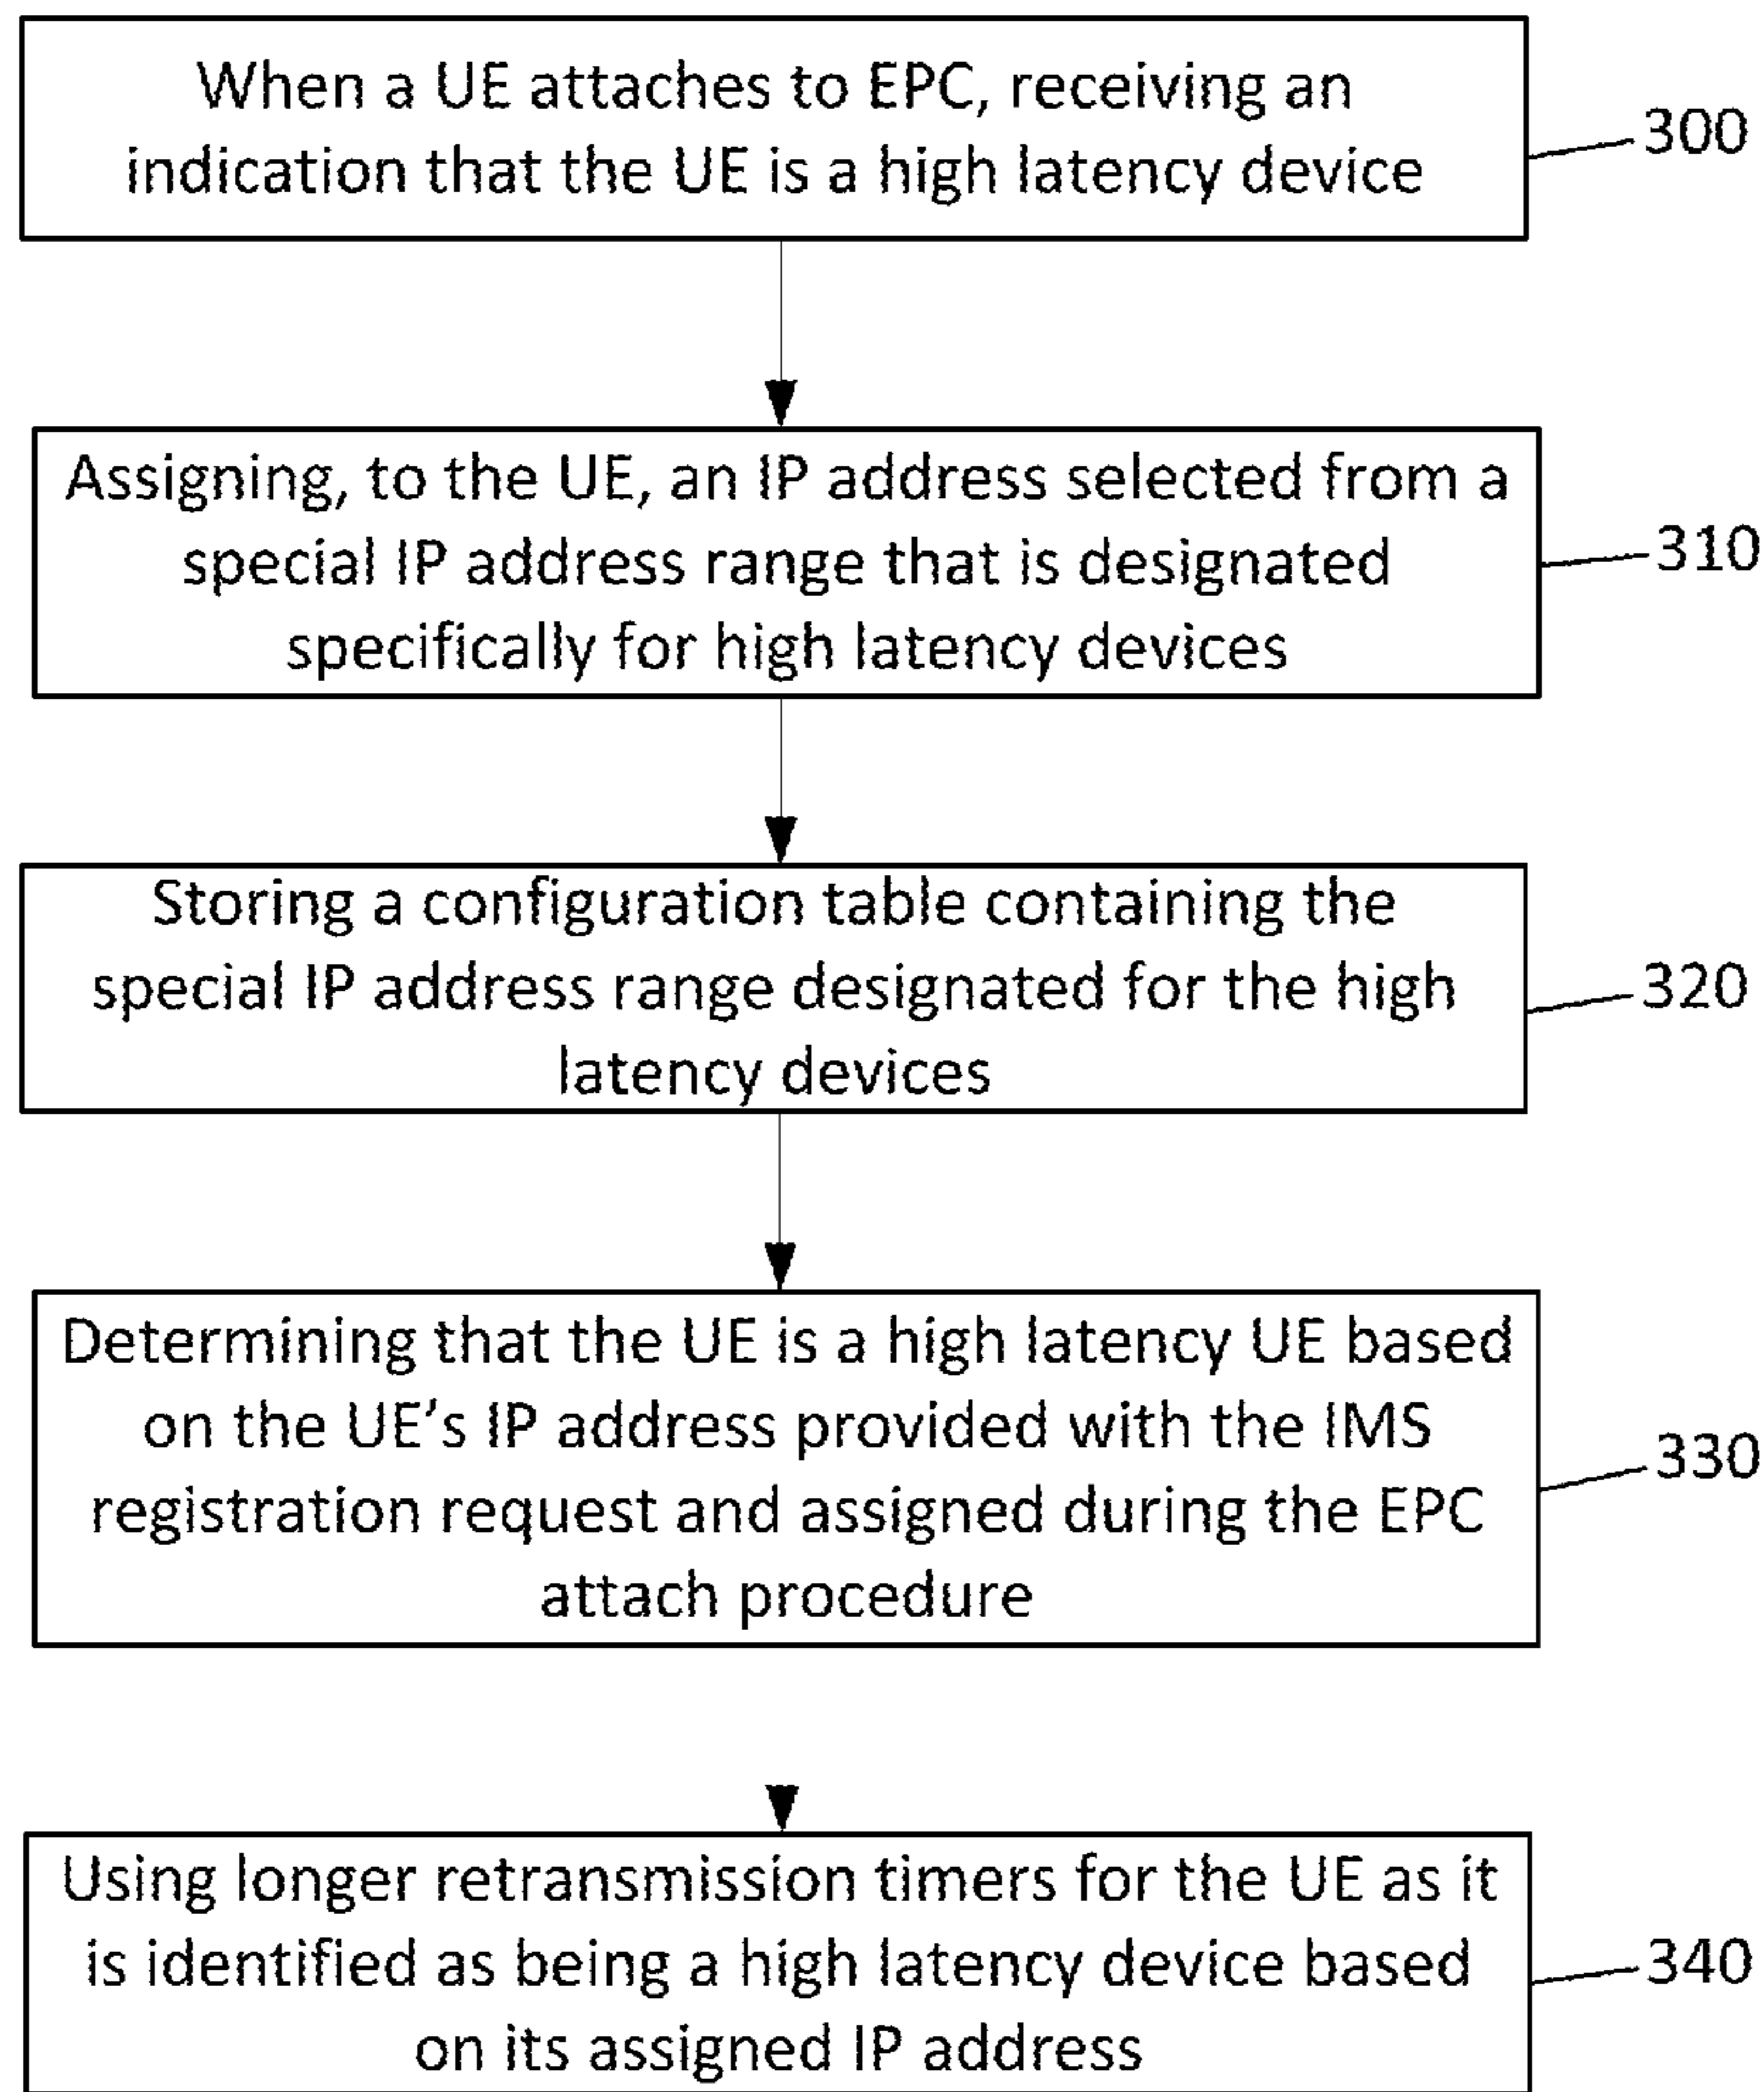 When a UE attaches to EPC, receiving an
indication that the UE is a high latency device
300
Assigning, to the UE, an IP address selected from a
special IP address range that is designated
specifically for high latency devices
310
Storing a configuration table containing the
special IP address range designated for the high
latency devices
320
Determining that the UE is a high latency UE based
on the UE’s IP address provided with the IMS
registration request and assigned during the EPC
attach procedure
330
Using longer retransmission timers for the UE as it
is identified as being a high latency device based
on its assigned IP address
340